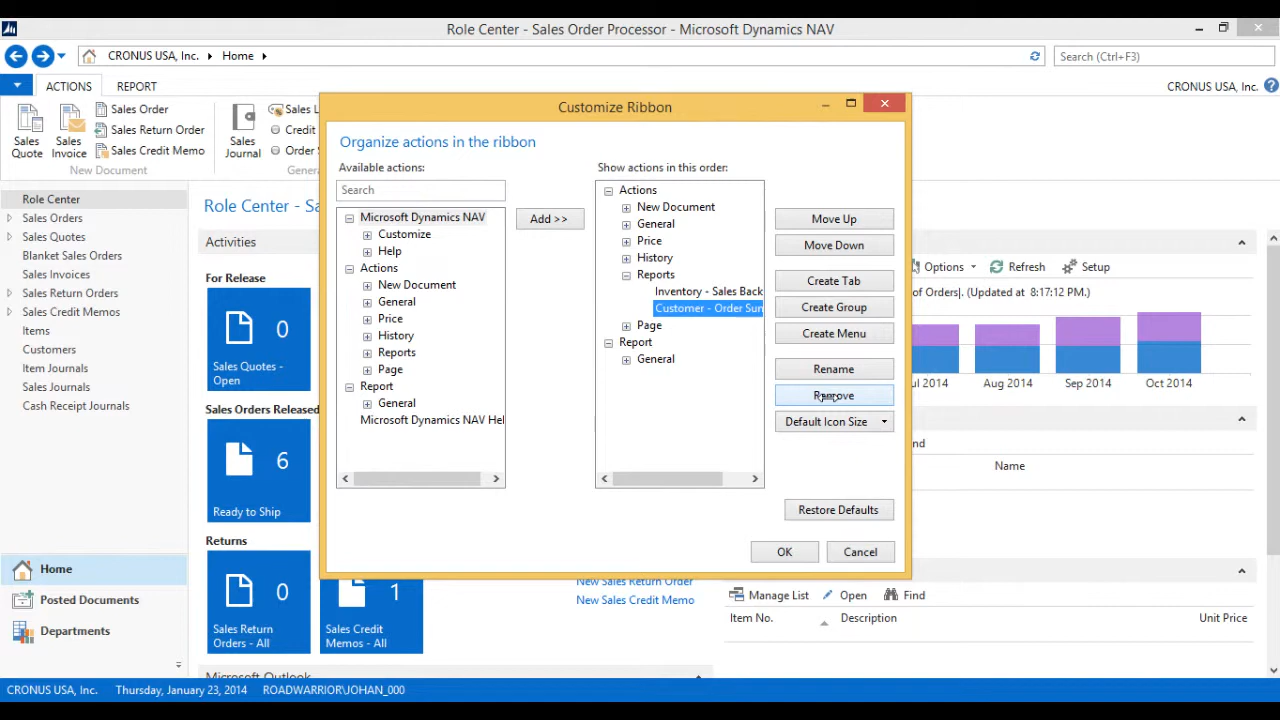 Role Center - Sales Order Processor - Microsoft Dynamics NAV
CRONUS USA, Inc. Home
Search (Ctrl+F3)
ACTIONS REPORT
CRONUS USA, Inc.
Sales Quote
Sales Invoice
Sales Order
Sales Return Order
Sales Credit Memo
New Document
Sales Journal
Sales L
Credit
Order S
Gener
Customize Ribbon
Organize actions in the ribbon
Available actions:
Search
Microsoft Dynamics NAV
Customize
Help
Actions
New Document
General
Price
History
Reports
Page
Report
General
Microsoft Dynamics NAV Hel
Add >>
Show actions in this order:
Actions
New Document
General
Price
History
Reports
Inventory - Sales Back
Customer - Order Sum
Page
Report
General
Move Up
Move Down
Create Tab
Create Group
Create Menu
Rename
Remove
Default Icon Size
Restore Defaults
OK
Cancel
Role Center
Sales Orders
Sales Quotes
Blanket Sales Orders
Sales Invoices
Sales Return Orders
Sales Credit Memos
Items
Customers
Item Journals
Sales Journals
Cash Receipt Journals
Home
Posted Documents
Departments
Role Center - Sa
Activities
For Release
0
Sales Quotes -
Open
Sales Orders Released
6
Ready to Ship
Returns
0
Sales Return
Orders - All
1
Sales Credit
Memos - All
New Sales Return Order
New Sales Credit Memo
Microsoft Outlook
Options Refresh Setup
of Orders|. (Updated at 8:17:12 PM.)
ul 2014 Aug 2014 Sep 2014 Oct 2014
nd
Name
Manage List Open Find
Item No. Description Unit Price
CRONUS USA, Inc. Thursday, January 23, 2014 ROADWARRIOR\JOHAN_000